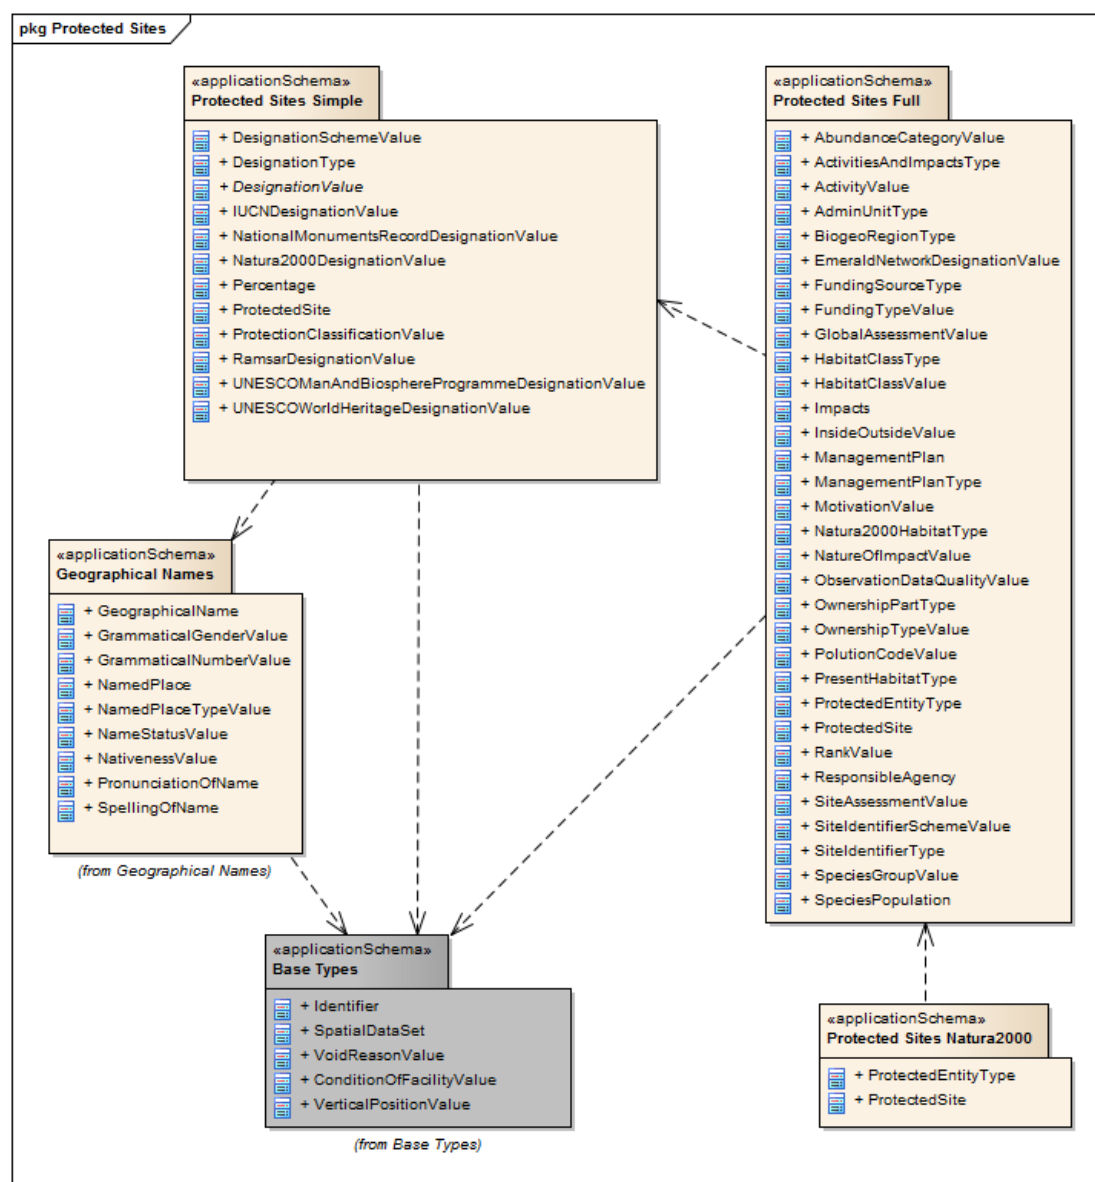 pkg Protected Sites
«applicationSchema»
Protected Sites Simple
+ DesignationSchemeValue
+ DesignationType
+ DesignationValue
+ IUCNDesignationValue
+ NationalMonumentsRecordDesignationValue
+ Natura2000DesignationValue
+ Percentage
+ ProtectedSite
+ ProtectionClassificationValue
+ RamsarDesignationValue
+ UNESCOManAndBiosphereProgrammeDesignationValue
+ UNESCOWorldHeritageDesignationValue
«applicationSchema»
Protected Sites Full
+ AbundanceCategoryValue
+ ActivitiesAndImpactsType
+ ActivityValue
+ AdminUnitType
+ BiogeoRegionType
+ EmeraldNetworkDesignationValue
+ FundingSourceType
+ FundingTypeValue
+ GlobalAssessmentValue
+ HabitatClassType
+ HabitatClassValue
+ Impacts
+ InsideOutsideValue
+ ManagementPlan
+ ManagementPlanType
+ MotivationValue
+ Natura2000HabitatType
+ NatureOfImpactValue
+ ObservationDataQualityValue
+ OwnershipPartType
+ OwnershipTypeValue
+ PolutionCodeValue
+ PresentHabitatType
+ ProtectedEntityType
+ ProtectedSite
+ RankValue
+ ResponsibleAgency
+ SiteAssessmentValue
+ SiteIdentifierSchemeValue
+ SiteIdentifierType
+ SpeciesGroupValue
+ SpeciesPopulation
«applicationSchema»
Geographical Names
+ GeographicalName
+ GrammaticalGenderValue
+ GrammaticalNumberValue
+ NamedPlace
+ NamedPlaceTypeValue
+ NameStatusValue
+ NativenessValue
+ PronunciationOfName
+ SpellingOfName
(from Geographical Names)
«applicationSchema»
Base Types
+ Identifier
+ SpatialDataSet
+ VoidReasonValue
+ ConditionOfFacilityValue
+ VerticalPositionValue
(from Base Types)
«applicationSchema»
Protected Sites Natura2000
+ ProtectedEntityType
+ ProtectedSite